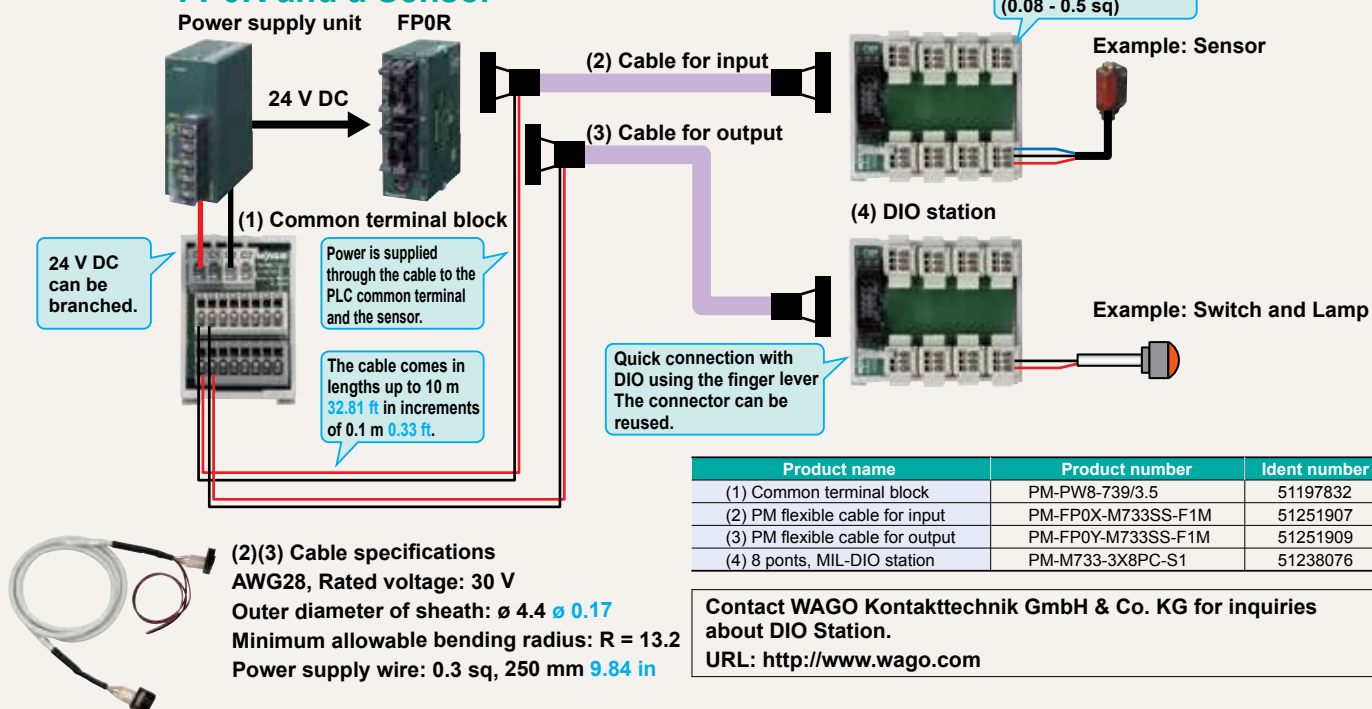 FP0R and a Sensor
Power supply unit
FP0R
(0.08 - 0.5 sq)
(2) Cable for input
Example: Sensor
24 V DC
(3) Cable for output
(1) Common terminal block
(4) DIO station
24 V DC
can be
branched.
Power is supplied
through the cable to the
PLC common terminal
and the sensor.
Example: Switch and Lamp
The cable comes in
lengths up to 10 m
32.81 ft in increments
of 0.1 m 0.33 ft.
Quick connection with
DIO using the finger lever
The connector can be
reused.
Product name Product number Ident number
(1) Common terminal block PM-PW8-739/3.5 51197832
(2) PM flexible cable for input PM-FP0X-M733SS-F1M 51251907
(3) PM flexible cable for output PM-FP0Y-M733SS-F1M 51251909
(4) 8 ponts, MIL-DIO station PM-M733-3X8PC-S1 51238076
(2)(3) Cable specifications
AWG28, Rated voltage: 30 V
Outer diameter of sheath: ø 4.4 ø 0.17
Minimum allowable bending radius: R = 13.2
Power supply wire: 0.3 sq, 250 mm 9.84 in
Contact WAGO Kontakttechnik GmbH & Co. KG for inquiries
about DIO Station.
URL: http://www.wago.com